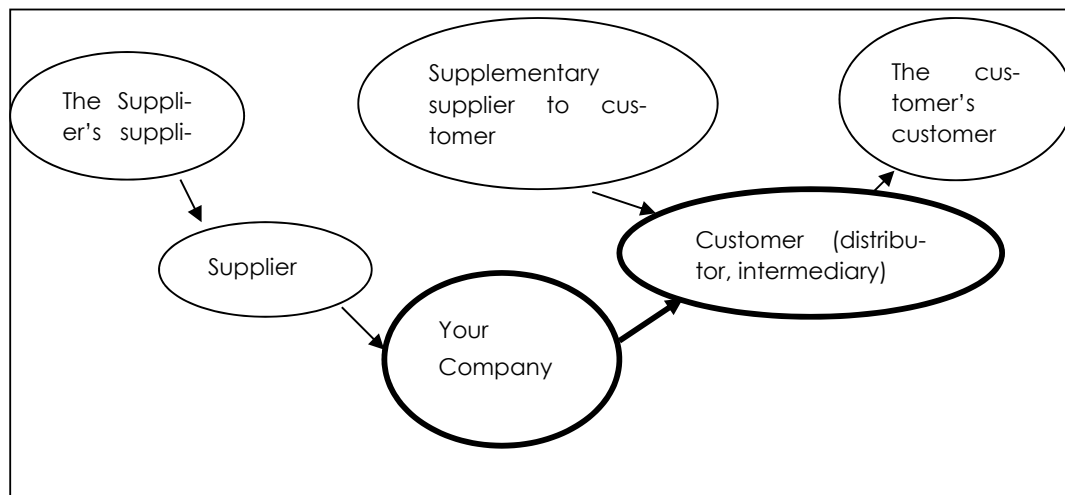 The Suppli-
er's suppli-
Supplementary
supplier to cus-
tomer
The cus-
tomer's
customer
Supplier
Customer (distribu-
tor, intermediary)
Your
Company